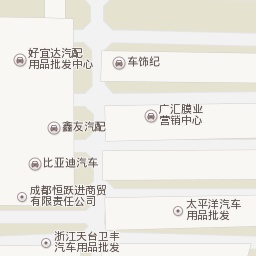 好宜达汽配
用品批发中心
车饰纪
广汇膜业
营销中心
鑫友汽配
比亚迪汽车
成都恒跃进商贸
有限责任公司
太平洋汽车
用品批发
浙江天台卫丰
汽车用品批发